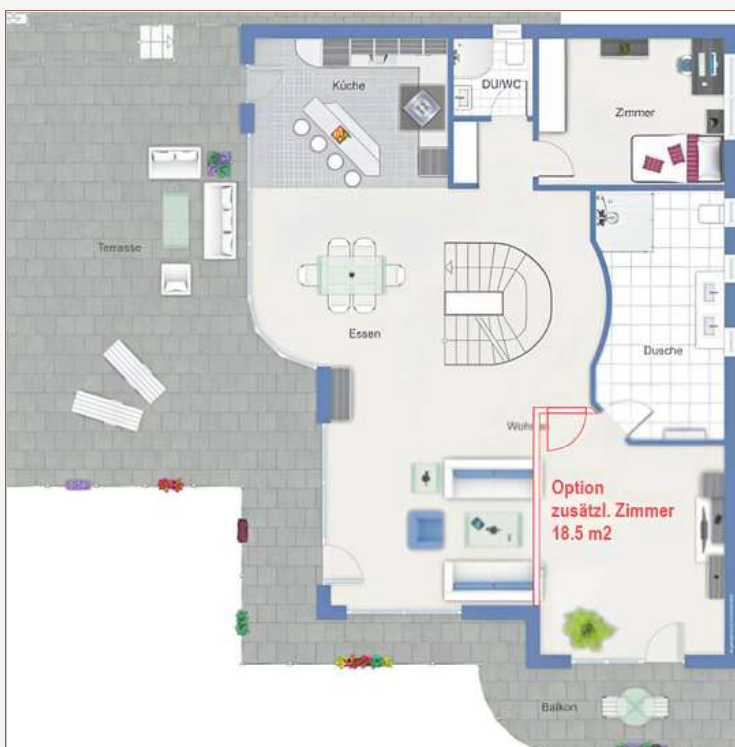 Küche
DU/WC
Zimmer
Terrasse
Essen
Dusche
Wohnen
Option
zusätzl. Zimmer
18.5 m2
Balkon